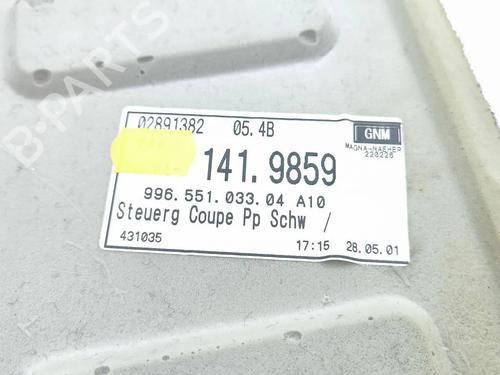 02891382 05.4B GNM
MAGNA-NAEHER
220226
141.9859
996.551.033.04 A10
Steuerg Coupe Pp Schw /
431035 17:15 28.05.01
B-PARTS